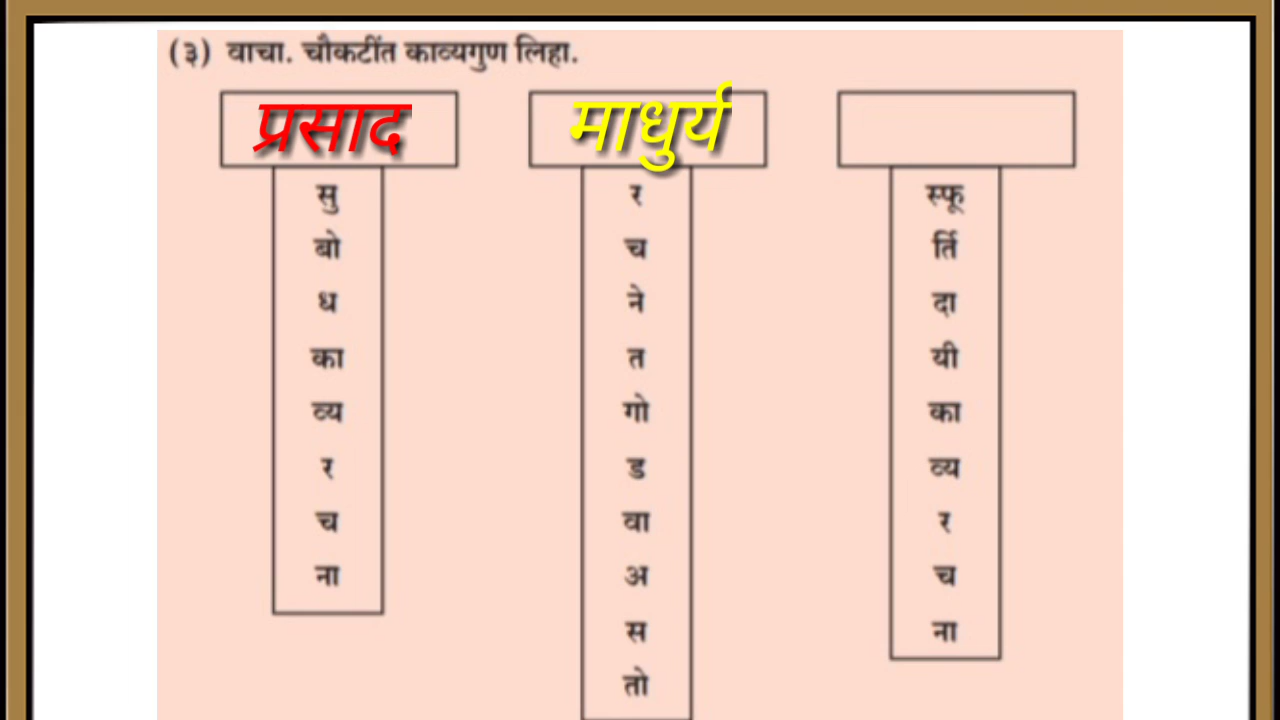 (३) वाचा. चौकटींत काव्यगुण लिहा.
प्रसाद
सु
बो
ध
का
व्य
र
च
ना
माधुर्य
र
च
ने
त
गो
ड
वा
अ
स
तो
स्फू
र्ति
दा
यी
का
व्य
र
च
ना